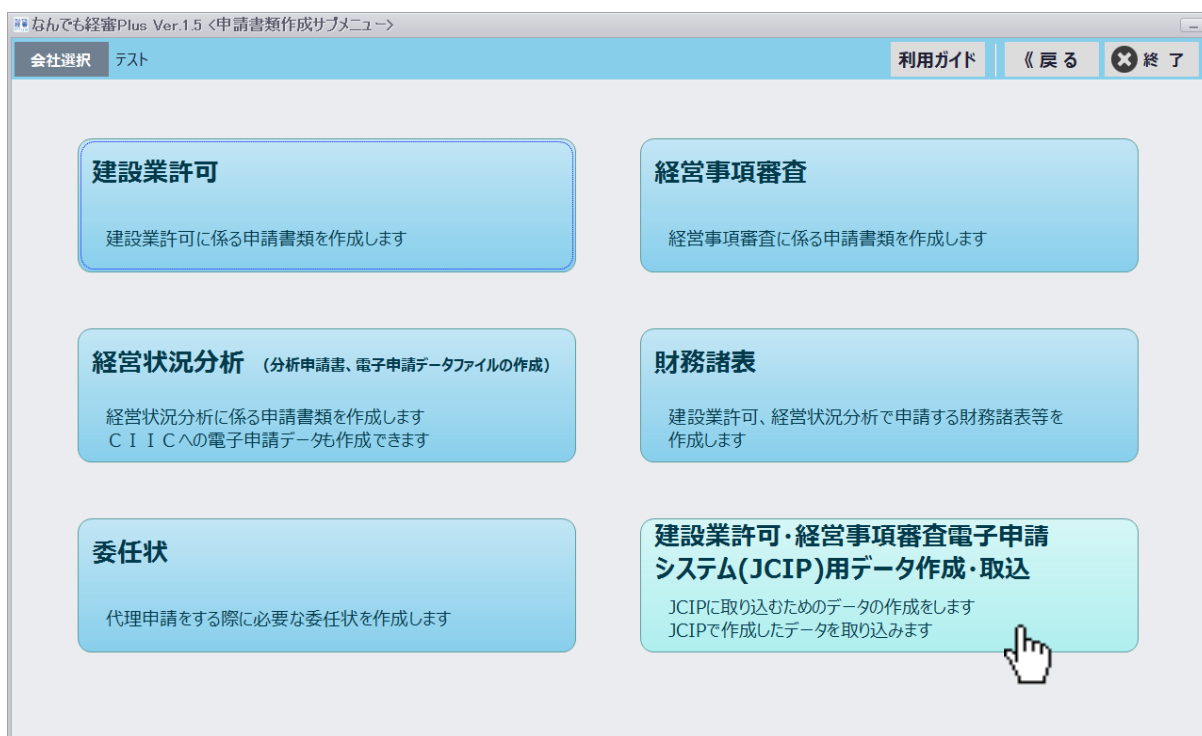 なんでも経審Plus Ver.1.5 <申請書類作成サブメニュー>
会社選択 テスト 利用ガイド 《戻る 終了
建設業許可
建設業許可に係る申請書類を作成します
経営事項審査
経営事項審査に係る申請書類を作成します
経営状況分析 (分析申請書、電子申請データファイルの作成)
経営状況分析に係る申請書類を作成します
ＣＩＩＣへの電子申請データも作成できます
財務諸表
建設業許可、経営状況分析で申請する財務諸表等を
作成します
委任状
代理申請をする際に必要な委任状を作成します
建設業許可・経営事項審査電子申請
システム(JCIP)用データ作成・取込
JCIPに取り込むためのデータの作成をします
JCIPで作成したデータを取り込みます